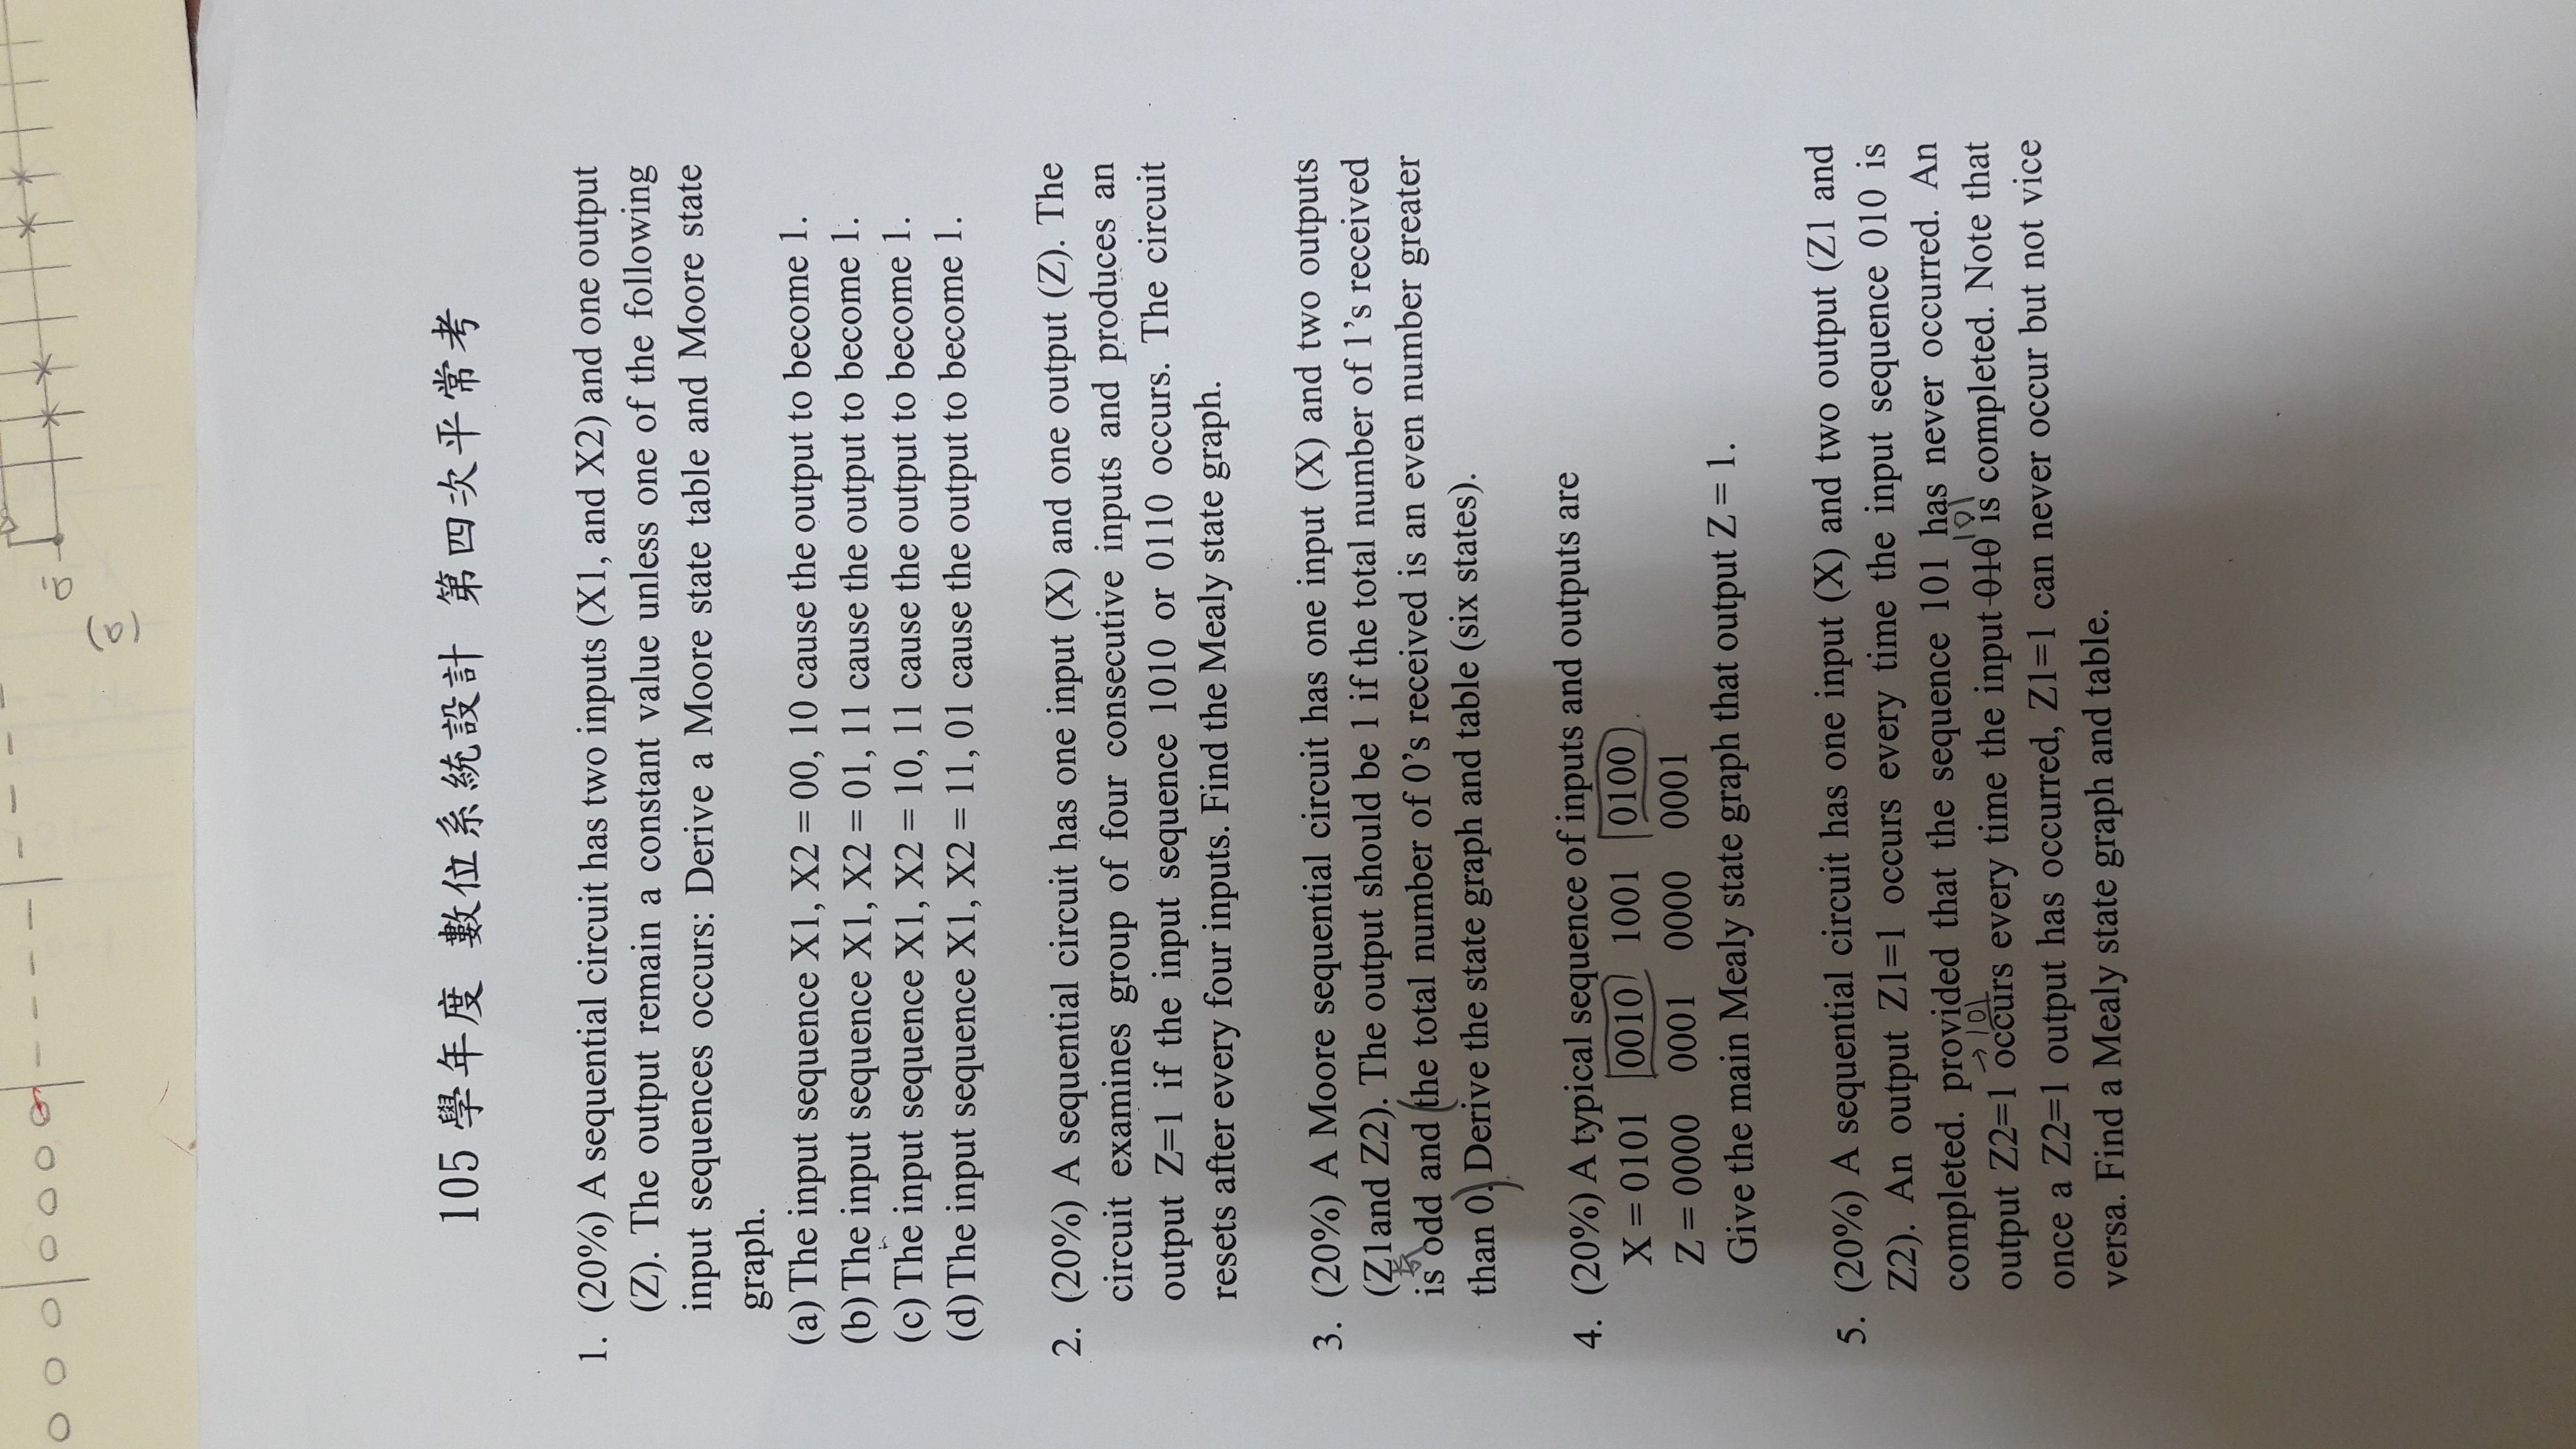 0 0 0 0 0 0 0
(a)
105 學年度 數位系統設計 第四次平常考
1. (20%) A sequential circuit has two inputs (X1, and X2) and one output
(Z). The output remain a constant value unless one of the following
input sequences occurs: Derive a Moore state table and Moore state
graph.
(a) The input sequence X1, X2 = 00, 10 cause the output to become 1.
(b) The input sequence X1, X2 = 01, 11 cause the output to become 1.
(c) The input sequence X1, X2 = 10, 11 cause the output to become 1.
(d) The input sequence X1, X2 = 11, 01 cause the output to become 1.
2. (20%) A sequential circuit has one input (X) and one output (Z). The
circuit examines group of four consecutive inputs and produces an
output Z=1 if the input sequence 1010 or 0110 occurs. The circuit
resets after every four inputs. Find the Mealy state graph.
3. (20%) A Moore sequential circuit has one input (X) and two outputs
(Z1and Z2). The output should be 1 if the total number of 1's received
is odd and (the total number of 0's received is an even number greater
than 0.) Derive the state graph and table (six states).
4. (20%) A typical sequence of inputs and outputs are
X = 0101 0010 1001 0100
Z = 0000 0001 0000 0001
Give the main Mealy state graph that output Z = 1.
5. (20%) A sequential circuit has one input (X) and two output (Z1 and
Z2). An output Z1=1 occurs every time the input sequence 010 is
completed. provided that the sequence 101 has never occurred. An
→ 101 101
output Z2=1 occurs every time the input 010 is completed. Note that
once a Z2=1 output has occurred, Z1=1 can never occur but not vice
versa. Find a Mealy state graph and table.